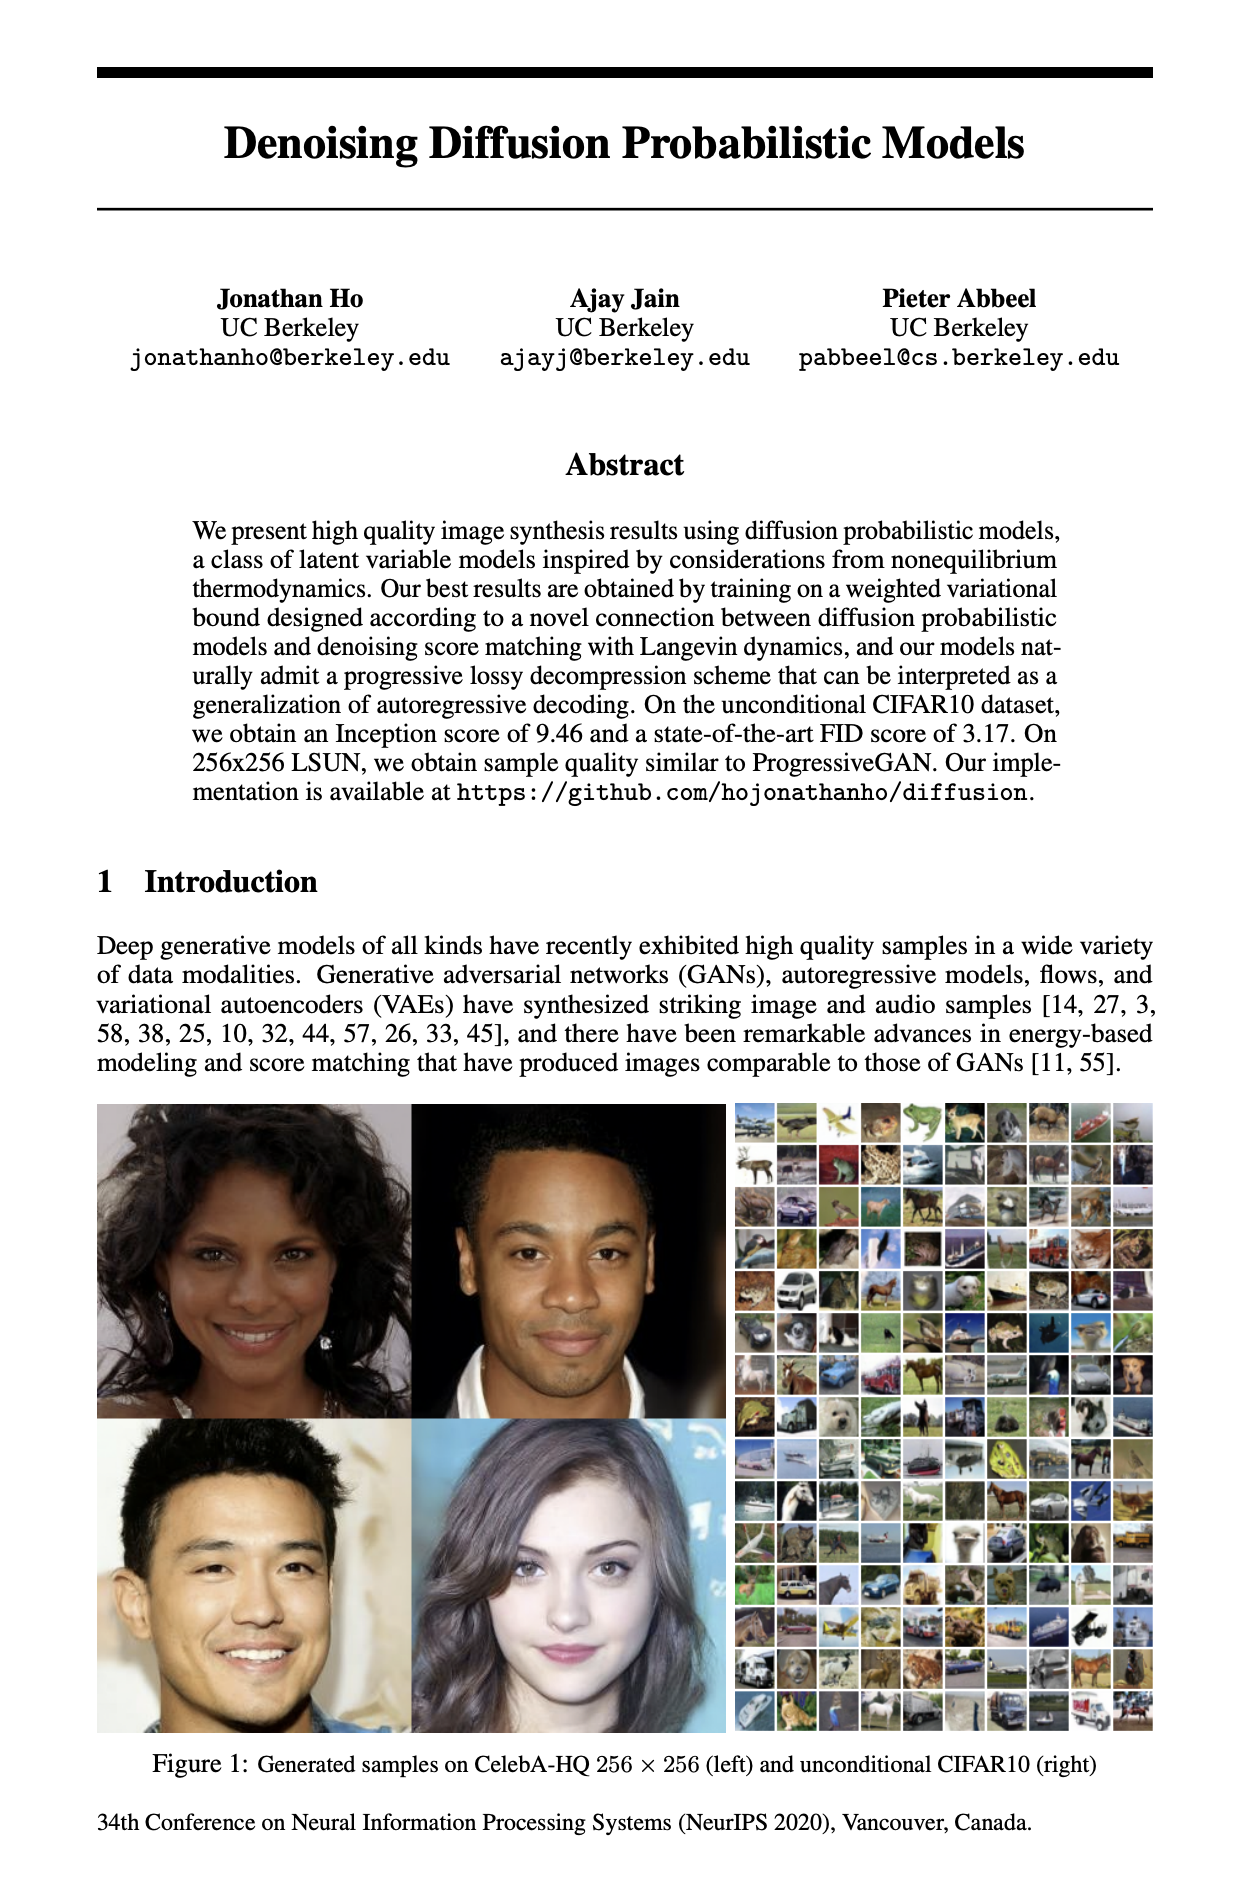 Denoising Diffusion Probabilistic Models
Jonathan Ho
UC Berkeley
jonathanho@berkeley.edu
Ajay Jain
UC Berkeley
ajayj@berkeley.edu
Pieter Abbeel
UC Berkeley
pabbeel@cs.berkeley.edu
Abstract
We present high quality image synthesis results using diffusion probabilistic models,
a class of latent variable models inspired by considerations from nonequilibrium
thermodynamics. Our best results are obtained by training on a weighted variational
bound designed according to a novel connection between diffusion probabilistic
models and denoising score matching with Langevin dynamics, and our models nat-
urally admit a progressive lossy decompression scheme that can be interpreted as a
generalization of autoregressive decoding. On the unconditional CIFAR10 dataset,
we obtain an Inception score of 9.46 and a state-of-the-art FID score of 3.17. On
256x256 LSUN, we obtain sample quality similar to ProgressiveGAN. Our imple-
mentation is available at https://github.com/hojonathanho/diffusion.
1 Introduction
Deep generative models of all kinds have recently exhibited high quality samples in a wide variety
of data modalities. Generative adversarial networks (GANs), autoregressive models, flows, and
variational autoencoders (VAEs) have synthesized striking image and audio samples [14, 27, 3,
58, 38, 25, 10, 32, 44, 57, 26, 33, 45], and there have been remarkable advances in energy-based
modeling and score matching that have produced images comparable to those of GANs [11, 55].
Figure 1: Generated samples on CelebA-HQ 256 × 256 (left) and unconditional CIFAR10 (right)
34th Conference on Neural Information Processing Systems (NeurIPS 2020), Vancouver, Canada.